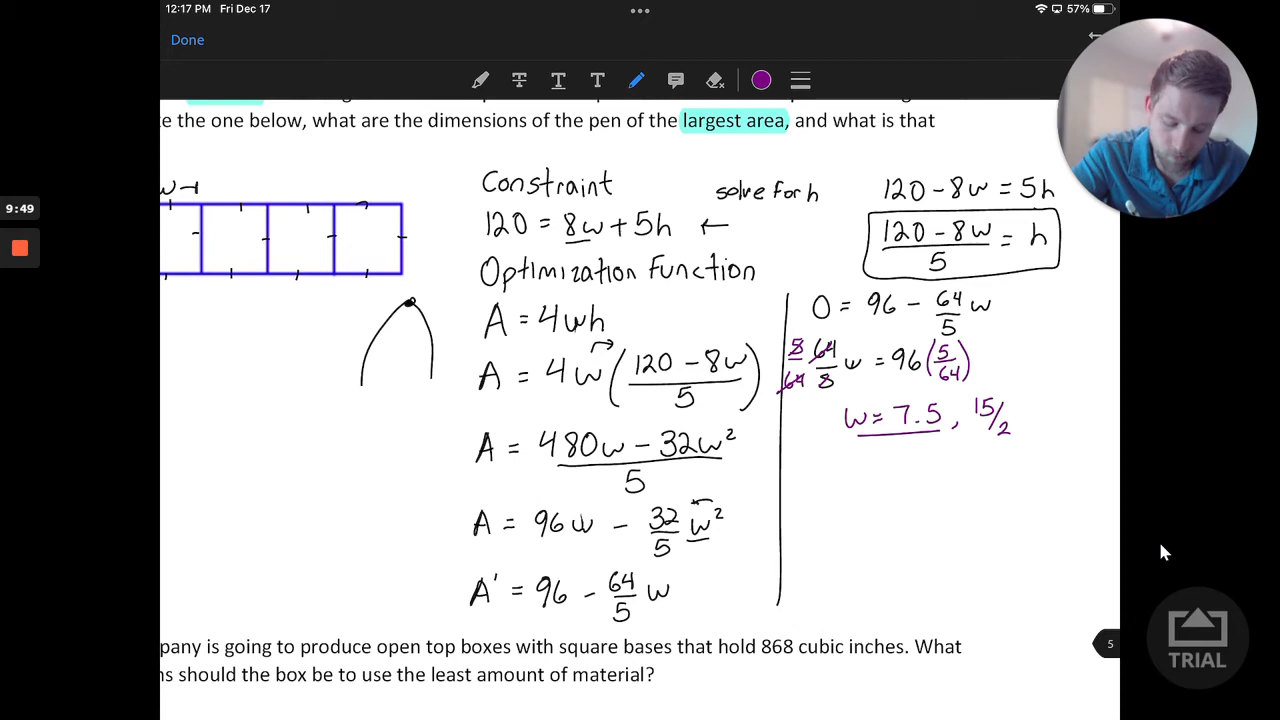 12:17 PM Fri Dec 17
57%
Done
9:49
ke the one below, what are the dimensions of the pen of the largest area, and what is that
w
Constraint
solve for h
120 - 8w = 5h
120 = 8w + 5h ←
(120 - 8w)/5 = h
Optimization Function
A = 4wh
A = 4w((120 - 8w)/5)
A = (480w - 32w²)/5
A = 96w - 32/5 w²
A' = 96 - 64/5 w
0 = 96 - 64/5 w
5/64 64/5 w = 96(5/64)
w = 7.5, 15/2
pany is going to produce open top boxes with square bases that hold 868 cubic inches. What
ns should the box be to use the least amount of material?
5
TRIAL